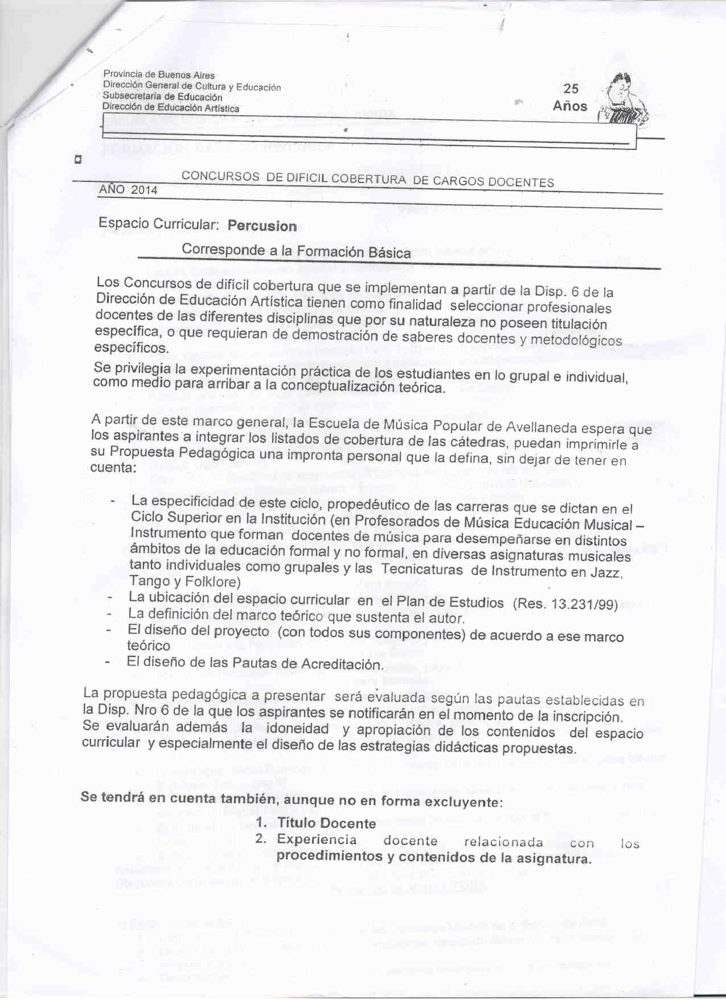 Provincia de Buenos Aires
Dirección General de Cultura y Educación
Subsecretaria de Educación
Dirección de Educación Artística
25
Años
CONCURSOS DE DIFICIL COBERTURA DE CARGOS DOCENTES
AÑO 2014
Espacio Curricular: Percusion
Corresponde a la Formación Básica
Los Concursos de difícil cobertura que se implementan a partir de la Disp. 6 de la
Dirección de Educación Artística tienen como finalidad seleccionar profesionales
docentes de las diferentes disciplinas que por su naturaleza no poseen titulación
específica, o que requieran de demostración de saberes docentes y metodológicos
específicos.
Se privilegia la experimentación práctica de los estudiantes en lo grupal e individual,
como medio para arribar a la conceptualización teórica.
A partir de este marco general, la Escuela de Música Popular de Avellaneda espera que
los aspirantes a integrar los listados de cobertura de las cátedras, puedan imprimirle a
su Propuesta Pedagógica una impronta personal que la defina, sin dejar de tener en
cuenta:
- La especificidad de este ciclo, propedéutico de las carreras que se dictan en el
Ciclo Superior en la Institución (en Profesorados de Música Educación Musical –
Instrumento que forman docentes de música para desempeñarse en distintos
ámbitos de la educación formal y no formal, en diversas asignaturas musicales
tanto individuales como grupales y las Tecnicaturas de Instrumento en Jazz,
Tango y Folklore)
- La ubicación del espacio curricular en el Plan de Estudios (Res. 13.231/99)
- La definición del marco teórico que sustenta el autor.
- El diseño del proyecto (con todos sus componentes) de acuerdo a ese marco
teórico
- El diseño de las Pautas de Acreditación.
La propuesta pedagógica a presentar será evaluada según las pautas establecidas en
la Disp. Nro 6 de la que los aspirantes se notificarán en el momento de la inscripción.
Se evaluarán además la idoneidad y apropiación de los contenidos del espacio
curricular y especialmente el diseño de las estrategias didácticas propuestas.
Se tendrá en cuenta también, aunque no en forma excluyente:
1. Título Docente
2. Experiencia docente relacionada con los
procedimientos y contenidos de la asignatura.